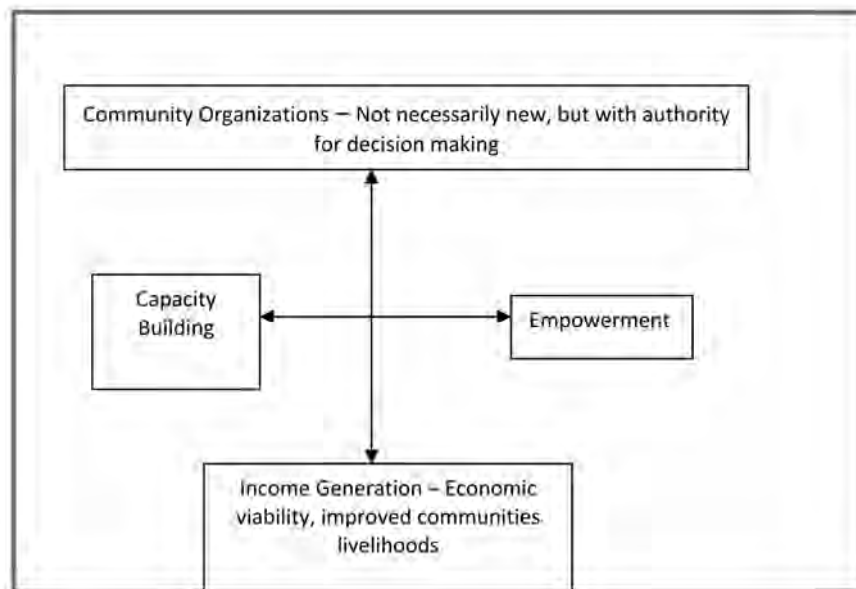 Community Organizations – Not necessarily new, but with authority
for decision making
Capacity
Building
Empowerment
Income Generation – Economic
viability, improved communities
livelihoods